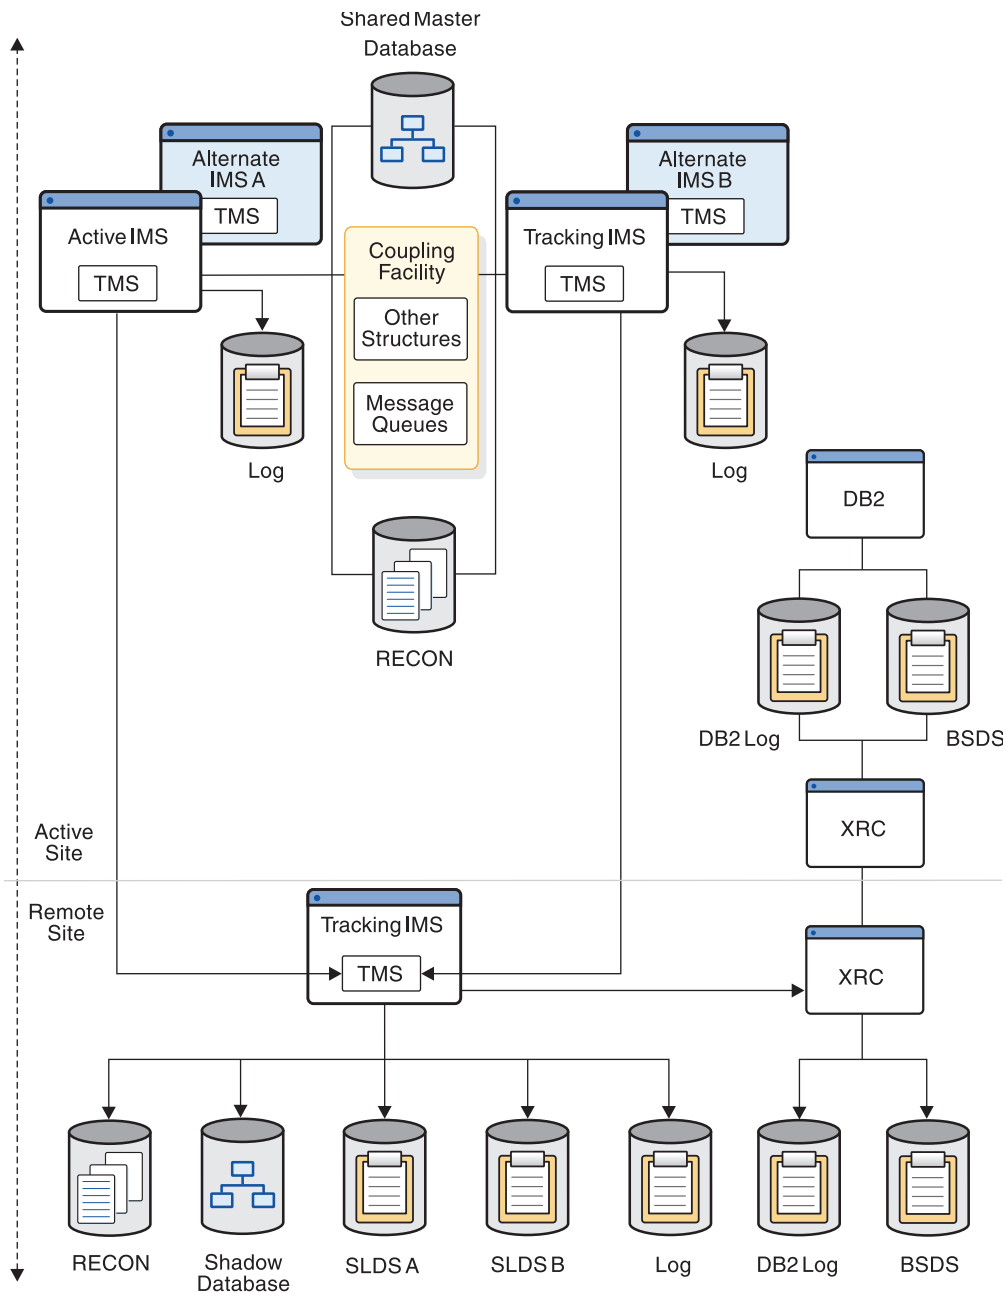 Shared Master
Database
Alternate
IMS A
TMS
Active IMS
TMS
Alternate
IMS B
TMS
Tracking IMS
TMS
Coupling
Facility
Other
Structures
Message
Queues
Log
Log
RECON
DB2
DB2 Log
BSDS
XRC
Active
Site
Remote
Site
Tracking IMS
TMS
XRC
RECON
Shadow
Database
SLDS A
SLDS B
Log
DB2 Log
BSDS